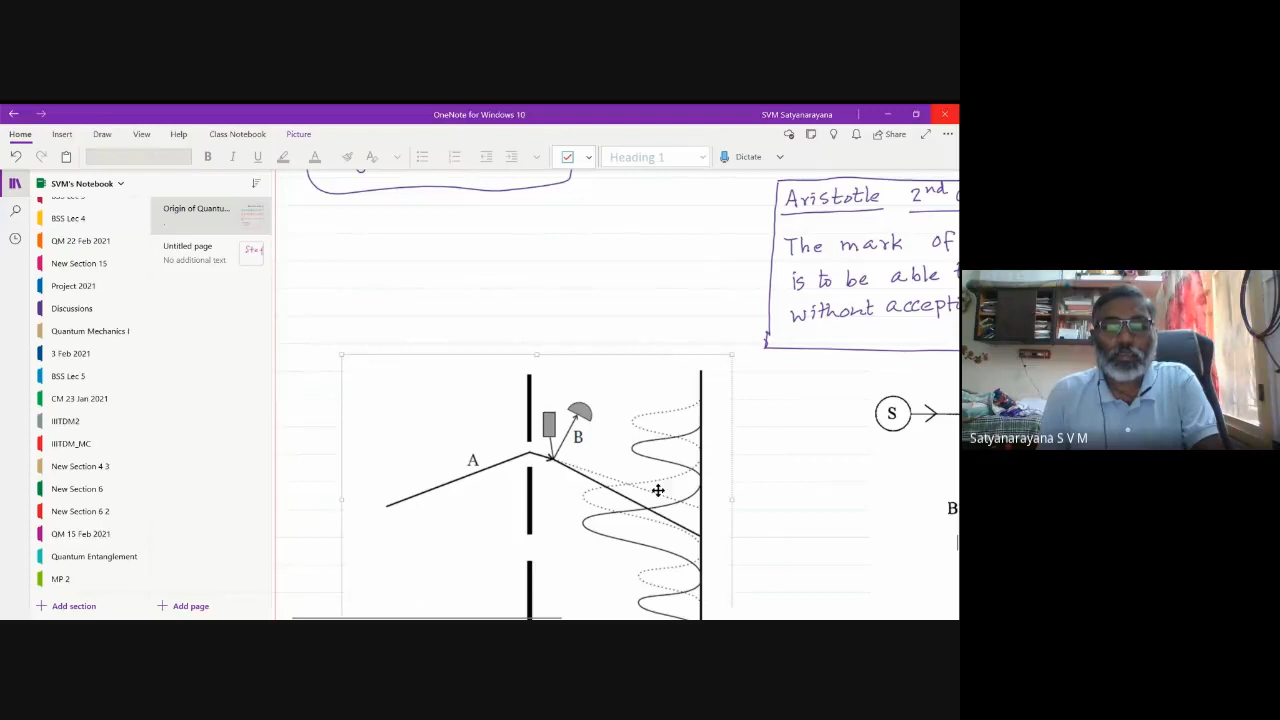 OneNote for Windows 10
SVM Satyanarayana
Home Insert Draw View Help Class Notebook Picture
Share
B I U A
Heading 1
Dictate
SVM's Notebook
BSS Lec 4
QM 22 Feb 2021
New Section 15
Project 2021
Discussions
Quantum Mechanics I
3 Feb 2021
BSS Lec 5
CM 23 Jan 2021
IIITDM2
IIITDM_MC
New Section 4 3
New Section 6
New Section 6 2
QM 15 Feb 2021
Quantum Entanglement
MP 2
Add section
Origin of Quantu...
Untitled page
No additional text
Add page
Aristotle 2nd
The mark of
is to be able
without accepti
A
B
S
B
Satyanarayana S V M